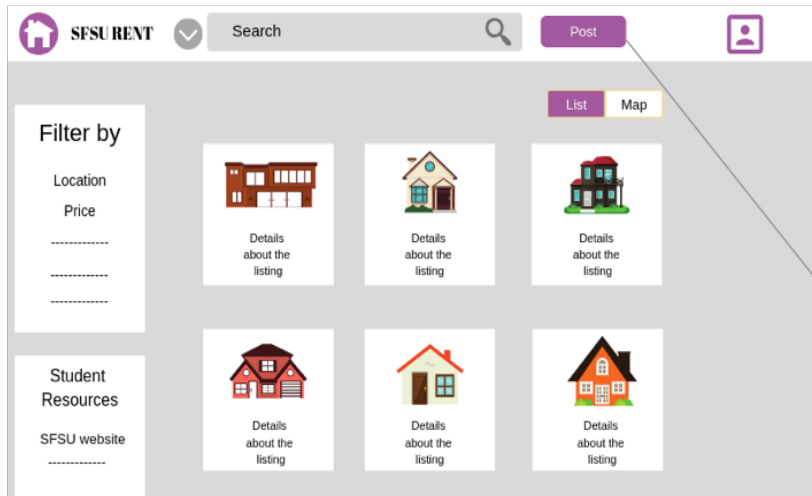 SFSU RENT
Search
Post
List
Map
Filter by
Location
Price
-------------
-------------
-------------
Student
Resources
SFSU website
-------------
Details
about the
listing
Details
about the
listing
Details
about the
listing
Details
about the
listing
Details
about the
listing
Details
about the
listing